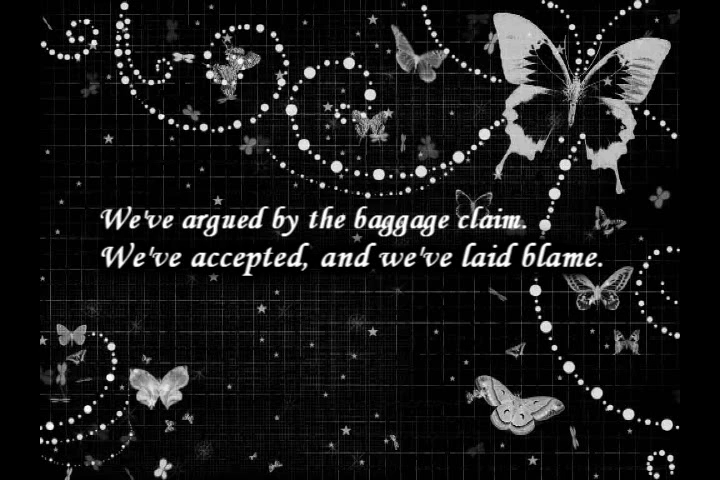 We've argued by the baggage claim.
We've accepted, and we've laid blame.